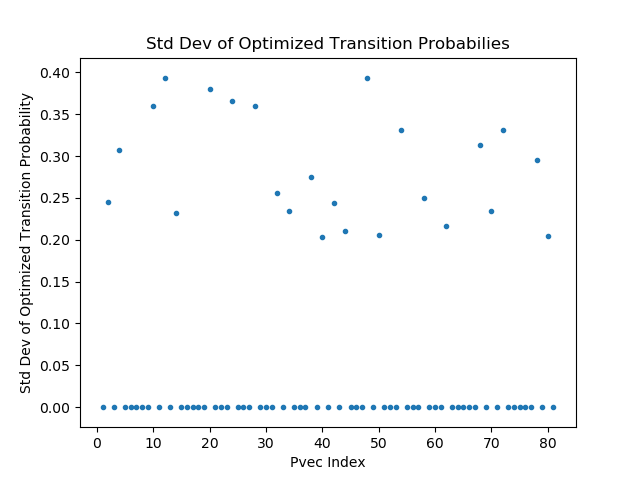 Std Dev of Optimized Transition Probabilies
Std Dev of Optimized Transition Probability
0.40
0.35
0.30
0.25
0.20
0.15
0.10
0.05
0.00
0 10 20 30 40 50 60 70 80
Pvec Index